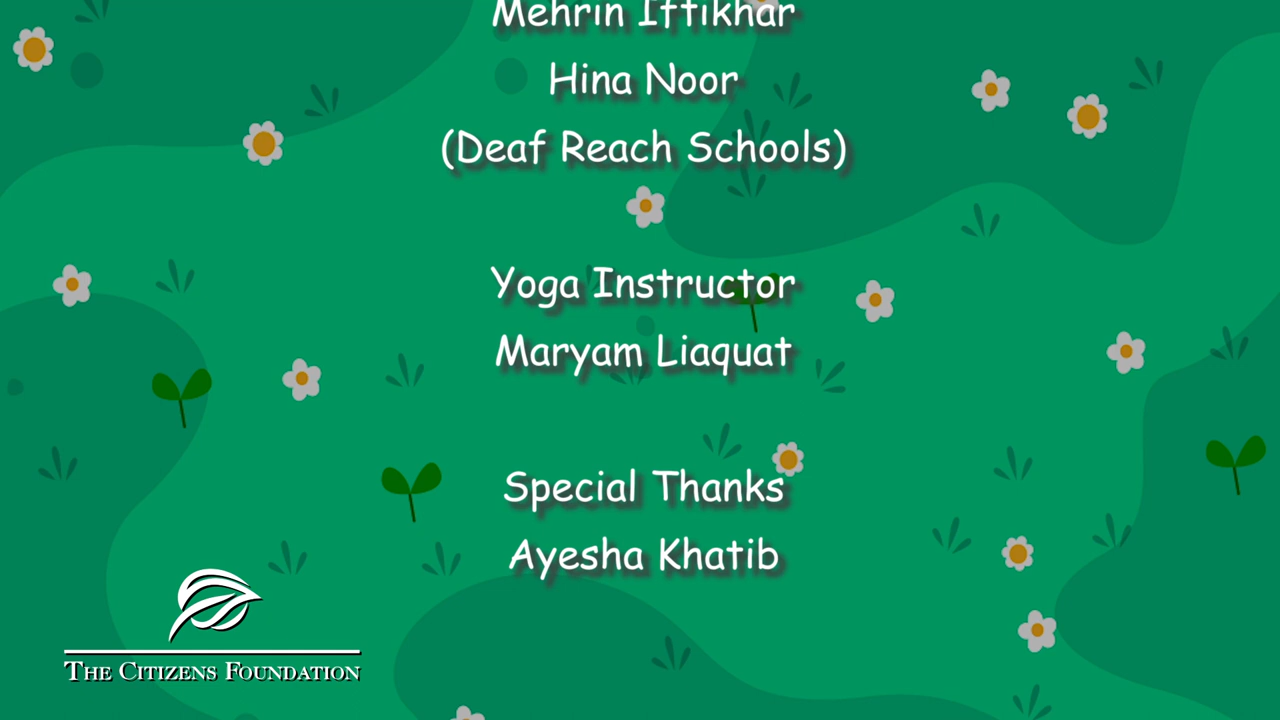 Mehrin Iftikhar
Hina Noor
(Deaf Reach Schools)
Yoga Instructor
Maryam Liaquat
Special Thanks
Ayesha Khatib
THE CITIZENS FOUNDATION